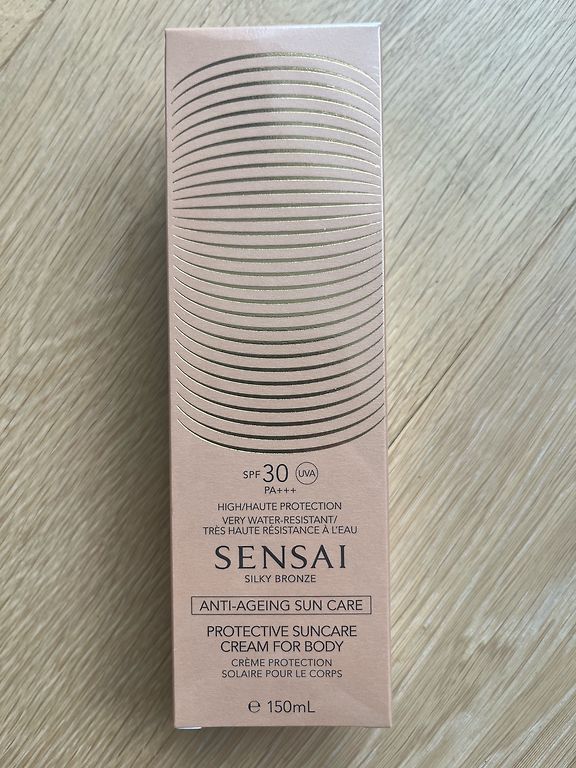 SPF 30 UVA
PA+++
HIGH/HAUTE PROTECTION
VERY WATER-RESISTANT/
TRÈS HAUTE RÉSISTANCE À L'EAU
SENSAI
SILKY BRONZE
ANTI-AGEING SUN CARE
PROTECTIVE SUNCARE
CREAM FOR BODY
CRÈME PROTECTION
SOLAIRE POUR LE CORPS
℮ 150mL